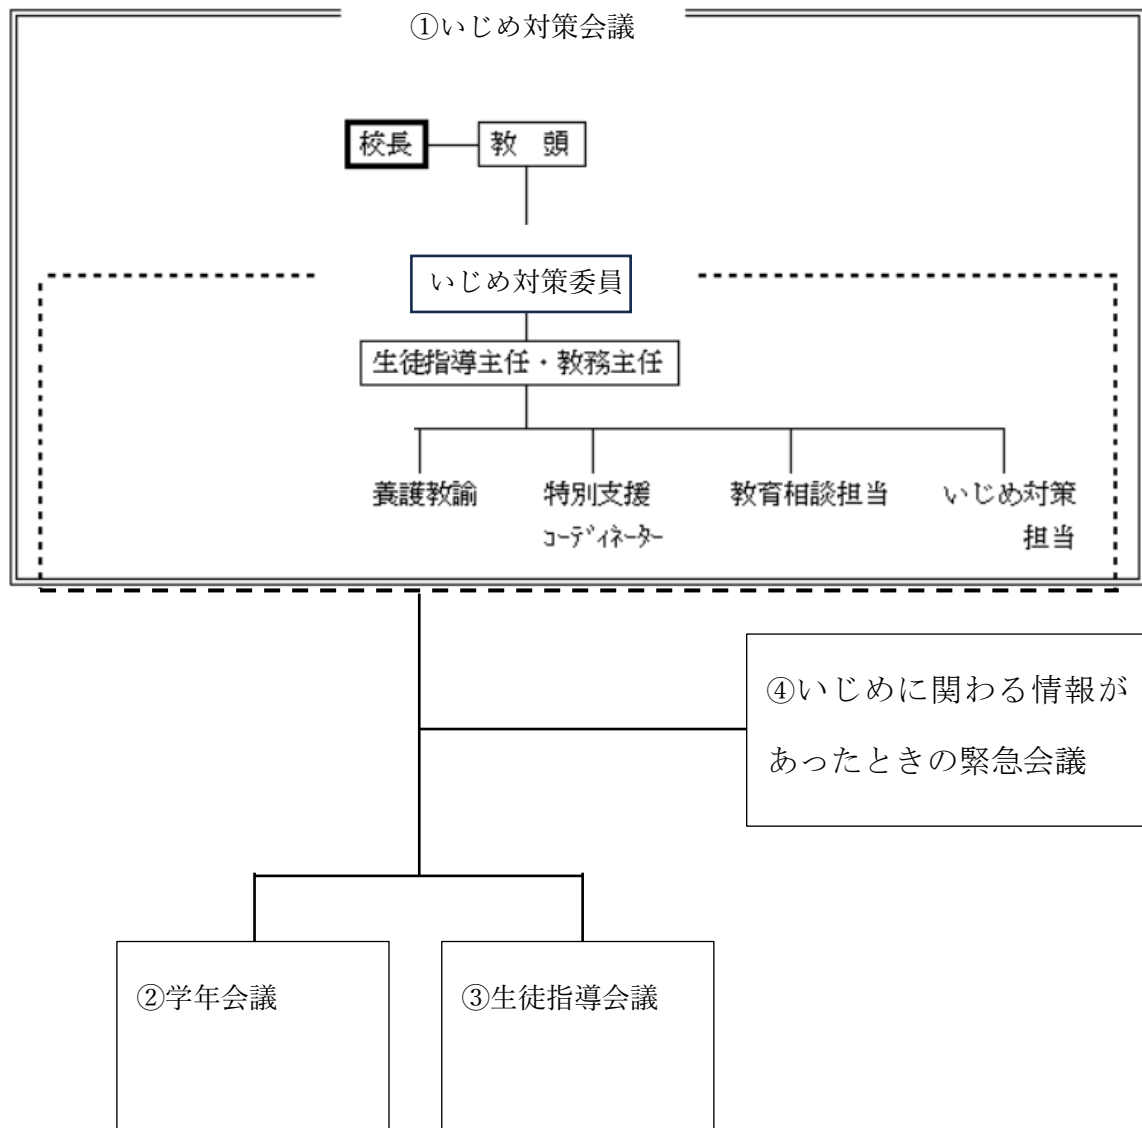 ①いじめ対策会議
校長
教　頭
いじめ対策委員
生徒指導主任・教務主任
養護教諭
特別支援
ｺｰﾃﾞｨﾈｰﾀｰ
教育相談担当
いじめ対策
担当
④いじめに関わる情報が
あったときの緊急会議
②学年会議
③生徒指導会議